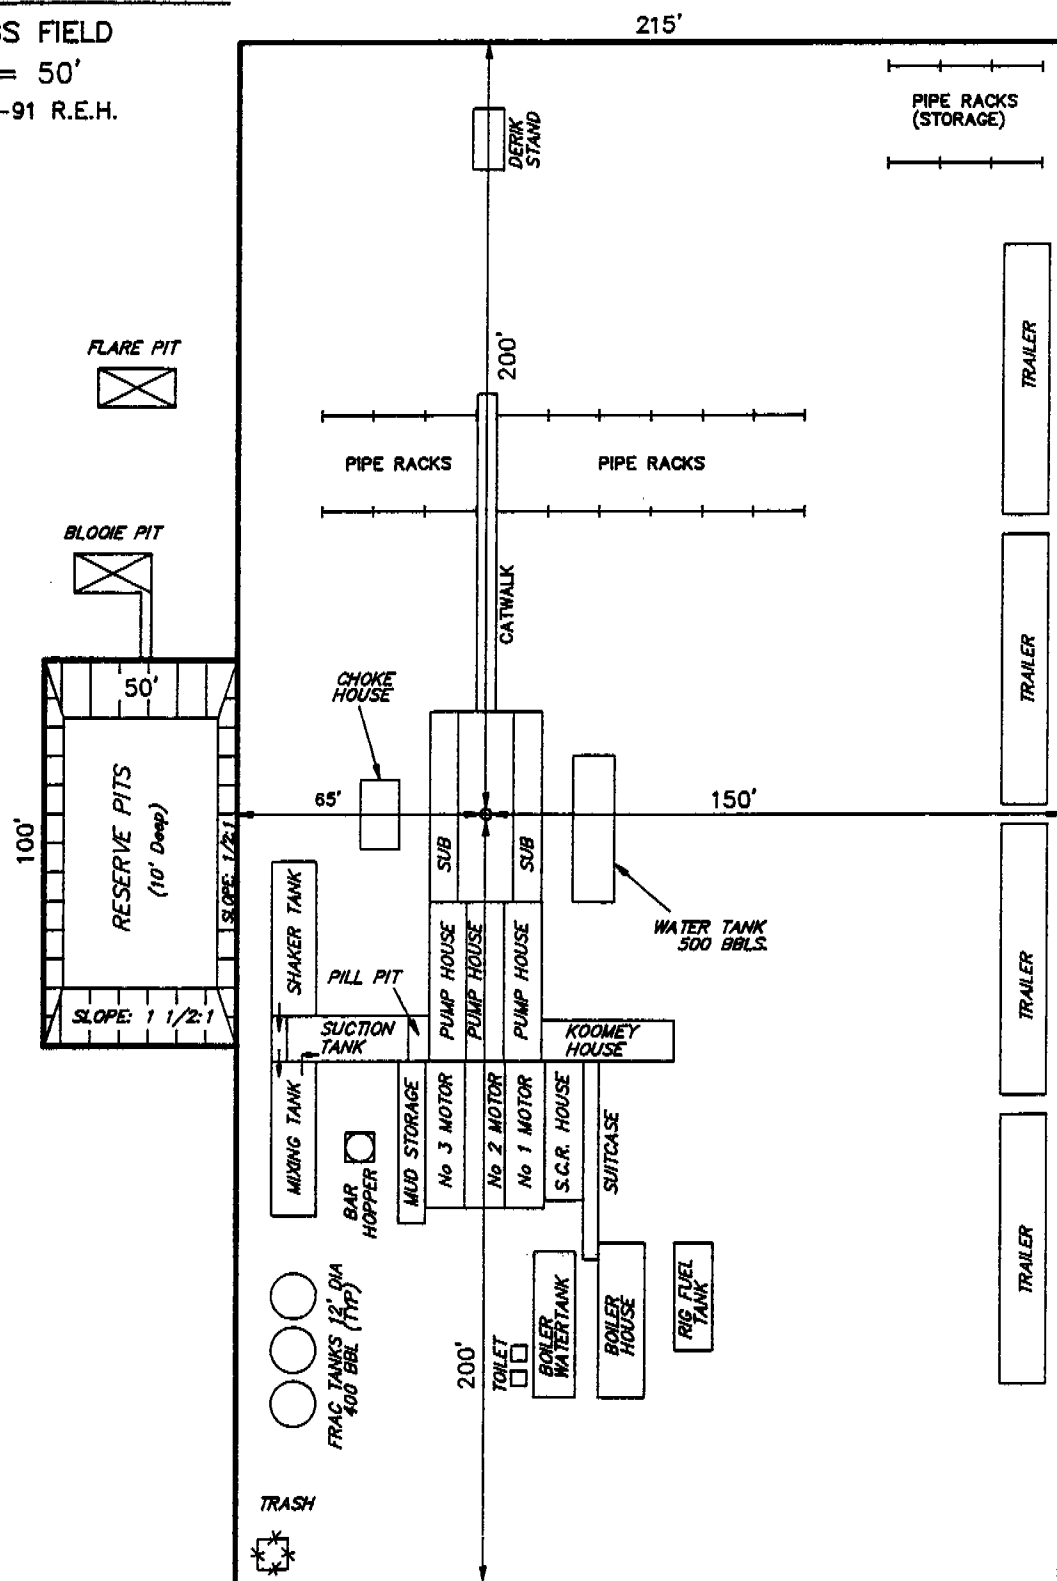 SS FIELD
= 50'
-91 R.E.H.
215'
PIPE RACKS
(STORAGE)
DERIK
STAND
TRAILER
FLARE PIT
200'
PIPE RACKS
PIPE RACKS
BLOOIE PIT
CATWALK
TRAILER
CHOKE
HOUSE
50'
RESERVE PITS
(10' Deep)
100'
SLOPE: 1/2:1
SLOPE: 1 1/2:1
65'
150'
SUB
SUB
WATER TANK
500 BBLS.
SHAKER TANK
PILL PIT
PUMP HOUSE
PUMP HOUSE
PUMP HOUSE
TRAILER
SUCTION
TANK
KOOMEY
HOUSE
MIXING TANK
MUD STORAGE
No 3 MOTOR
No 2 MOTOR
No 1 MOTOR
S.C.R. HOUSE
SUITCASE
BAR
HOPPER
TRAILER
FRAC TANKS 12' DIA
400 BBL (TYP)
200'
TOILET
BOILER
WATERTANK
BOILER
HOUSE
RIG FUEL
TANK
TRASH